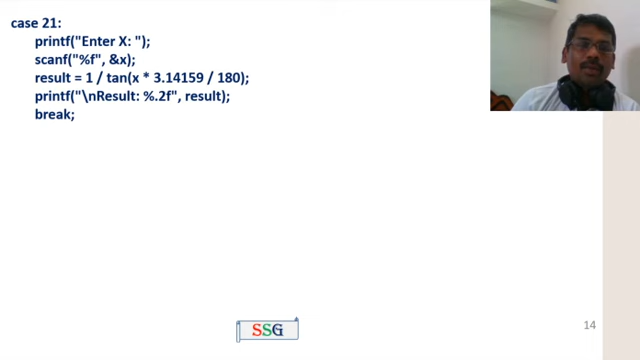 case 21:
printf("Enter X: ");
scanf("%f", &x);
result = 1 / tan(x * 3.14159 / 180);
printf("\nResult: %.2f", result);
break;
SSG
14